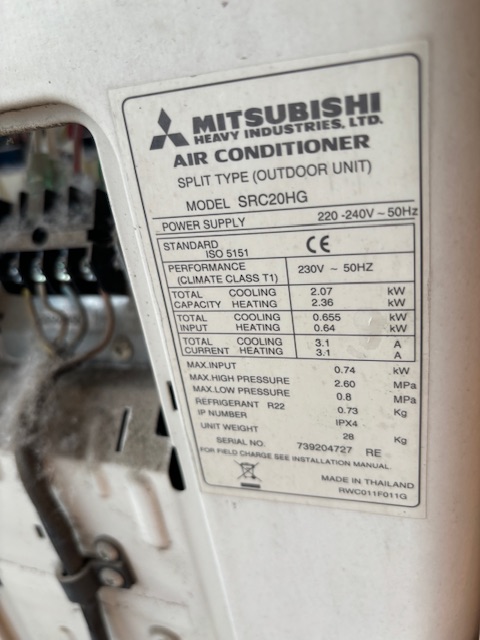 MITSUBISHI
HEAVY INDUSTRIES, LTD.
AIR CONDITIONER
SPLIT TYPE (OUTDOOR UNIT)
MODEL SRC20HG
POWER SUPPLY 220 -240V ~ 50Hz
STANDARD
ISO 5151 CE
PERFORMANCE
(CLIMATE CLASS T1) 230V ~ 50HZ
TOTAL COOLING 2.07 kW
CAPACITY HEATING 2.36 kW
TOTAL COOLING 0.655 kW
INPUT HEATING 0.64 kW
TOTAL COOLING 3.1 A
CURRENT HEATING 3.1 A
MAX.INPUT 0.74 kW
MAX.HIGH PRESSURE 2.60 MPa
MAX.LOW PRESSURE 0.8 MPa
REFRIGERANT R22 0.73 Kg
IP NUMBER IPX4
UNIT WEIGHT 28 Kg
SERIAL NO. 739204727 RE
FOR FIELD CHARGE SEE INSTALLATION MANUAL
MADE IN THAILAND
RWC011F011G